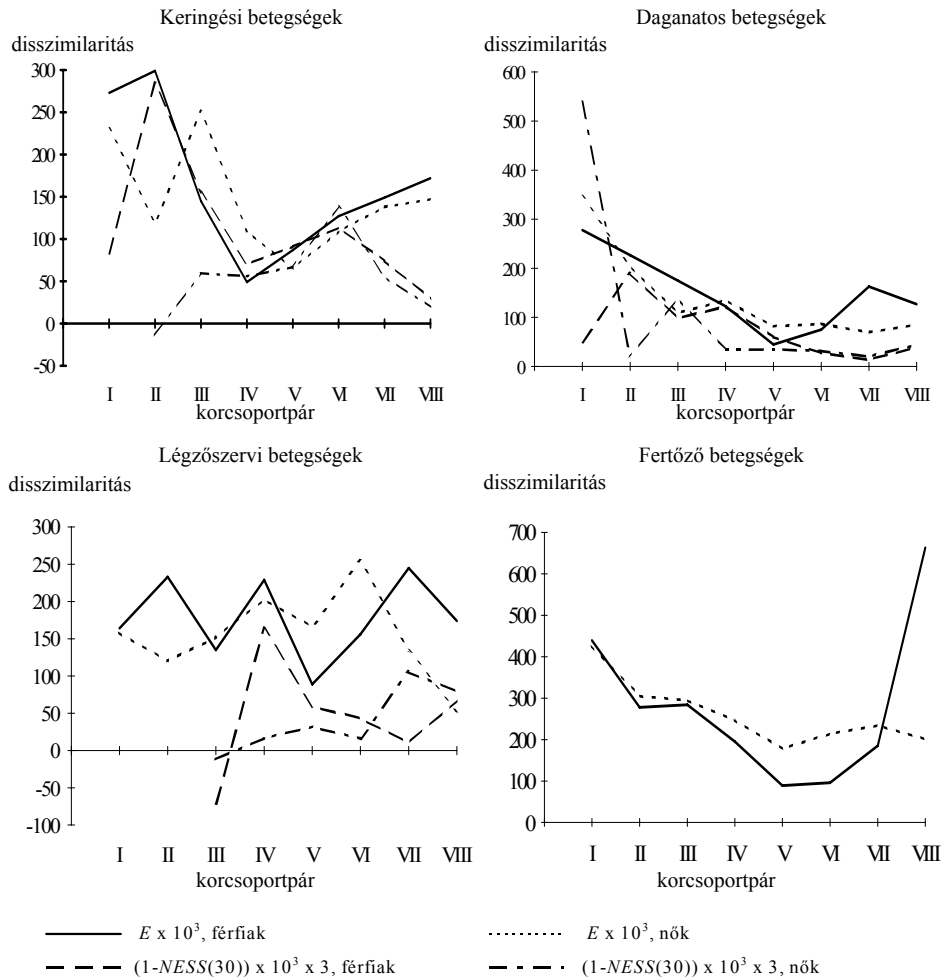 Keringési betegségek
disszimilaritás
300
250
200
150
100
50
0
-50
I II III IV V VI VII VIII
korcsoportpár
Daganatos betegségek
disszimilaritás
600
500
400
300
200
100
0
I II III IV V VI VII VIII
korcsoportpár
Légzőszervi betegségek
disszimilaritás
300
250
200
150
100
50
0
-50
-100
I II III IV V VI VII VIII
korcsoportpár
Fertőző betegségek
disszimilaritás
700
600
500
400
300
200
100
0
I II III IV V VI VII VIII
korcsoportpár
E x 10³, férfiak
E x 10³, nők
(1-NESS(30)) x 10³ x 3, férfiak
(1-NESS(30)) x 10³ x 3, nők